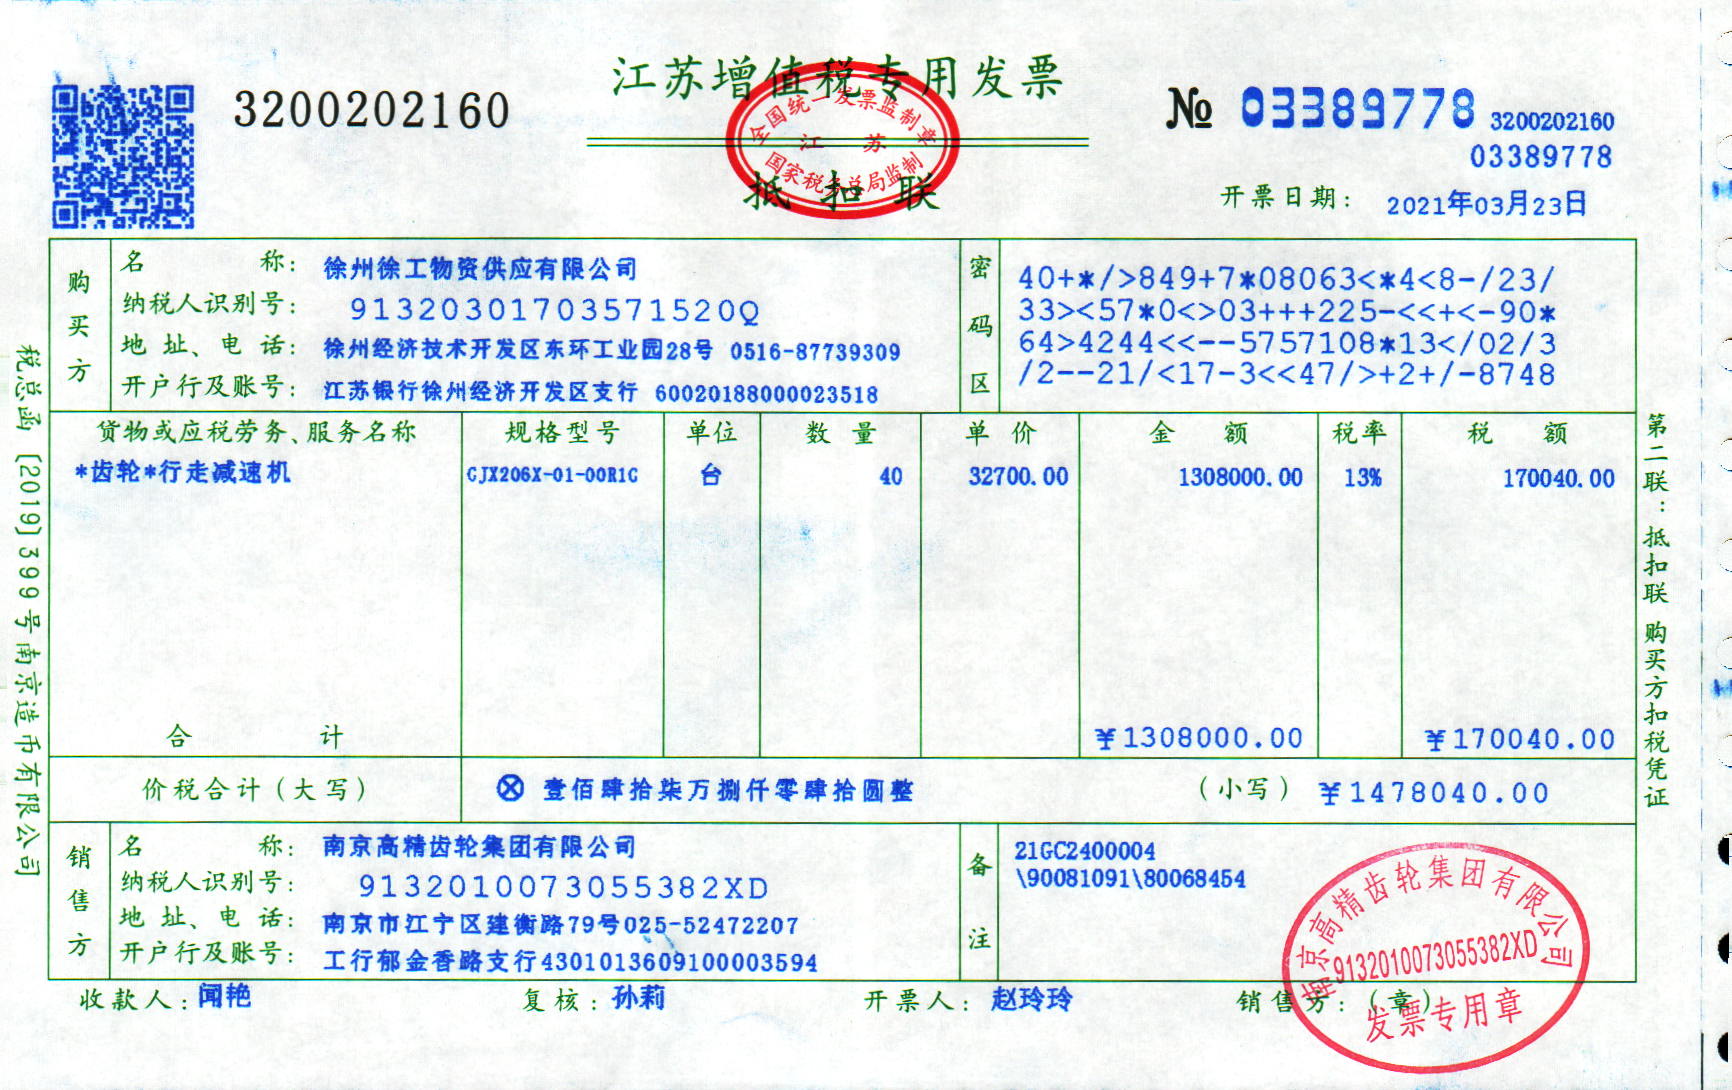 江苏增值税专用发票
3200202160
№ 03389778 3200202160
03389778
全国统一发票监制章
江 苏
国家税务总局监制
抵 扣 联
开票日期： 2021年03月23日
购买方
名 称： 徐州徐工物资供应有限公司
纳税人识别号： 91320301703571520Q
地 址、电 话： 徐州经济技术开发区东环工业园28号 0516-87739309
开户行及账号： 江苏银行徐州经济开发区支行 60020188000023518
密码区
40+*/>849+7*08063<*4<8-/23/
33><57*0<>03+++225-<<+<-90*
64>4244<<--5757108*13</02/3
/2--21/<17-3<<47/>+2+/-8748
货物或应税劳务、服务名称 规格型号 单位 数 量 单 价 金 额 税率 税 额
*齿轮*行走减速机 GJX206X-01-00R1G 台 40 32700.00 1308000.00 13% 170040.00
合 计 ¥1308000.00 ¥170040.00
价税合计（大写） ⊗ 壹佰肆拾柒万捌仟零肆拾圆整 （小写） ¥1478040.00
销售方
名 称： 南京高精齿轮集团有限公司
纳税人识别号： 9132010073055382XD
地 址、电 话： 南京市江宁区建衡路79号025-52472207
开户行及账号： 工行郁金香路支行4301013609100003594
备注
21GC2400004
\90081091\80068454
收款人： 闻艳 复核： 孙莉 开票人： 赵玲玲 销售方：（章）
南京高精齿轮集团有限公司
9132010073055382XD
发票专用章
税总函〔2019〕399号南京造币有限公司
第二联：抵扣联 购买方扣税凭证